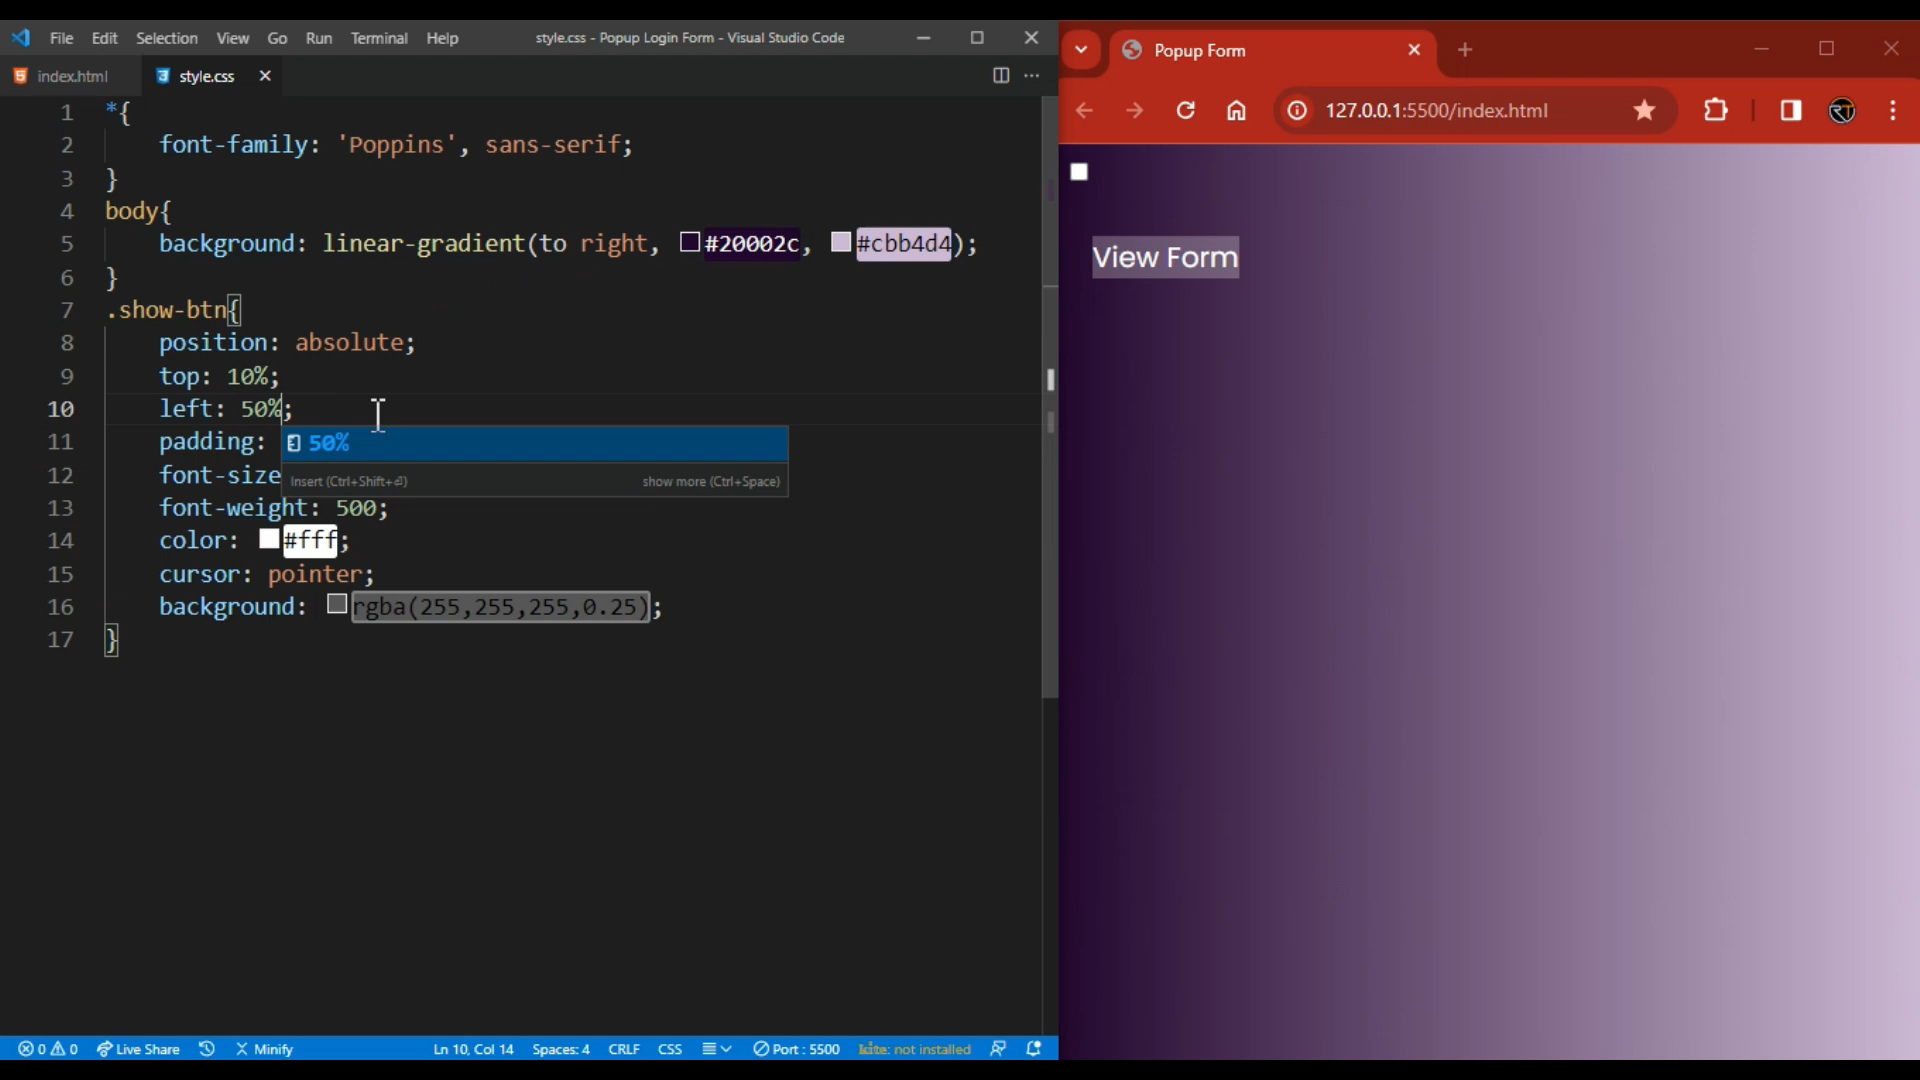 File Edit Selection View Go Run Terminal Help style.css - Popup Login Form - Visual Studio Code
index.html style.css
1 *{
2 font-family: 'Poppins', sans-serif;
3 }
4 body{
5 background: linear-gradient(to right, #20002c, #cbb4d4);
6 }
7 .show-btn{
8 position: absolute;
9 top: 10%;
10 left: 50%;
11 padding:
50%
12 font-size
Insert (Ctrl+Shift+⏎) show more (Ctrl+Space)
13 font-weight: 500;
14 color: #fff;
15 cursor: pointer;
16 background: rgba(255,255,255,0.25);
17 }
0 0 Live Share Minify Ln 10, Col 14 Spaces: 4 CRLF CSS Port : 5500 kite: not installed
Popup Form
127.0.0.1:5500/index.html
View Form